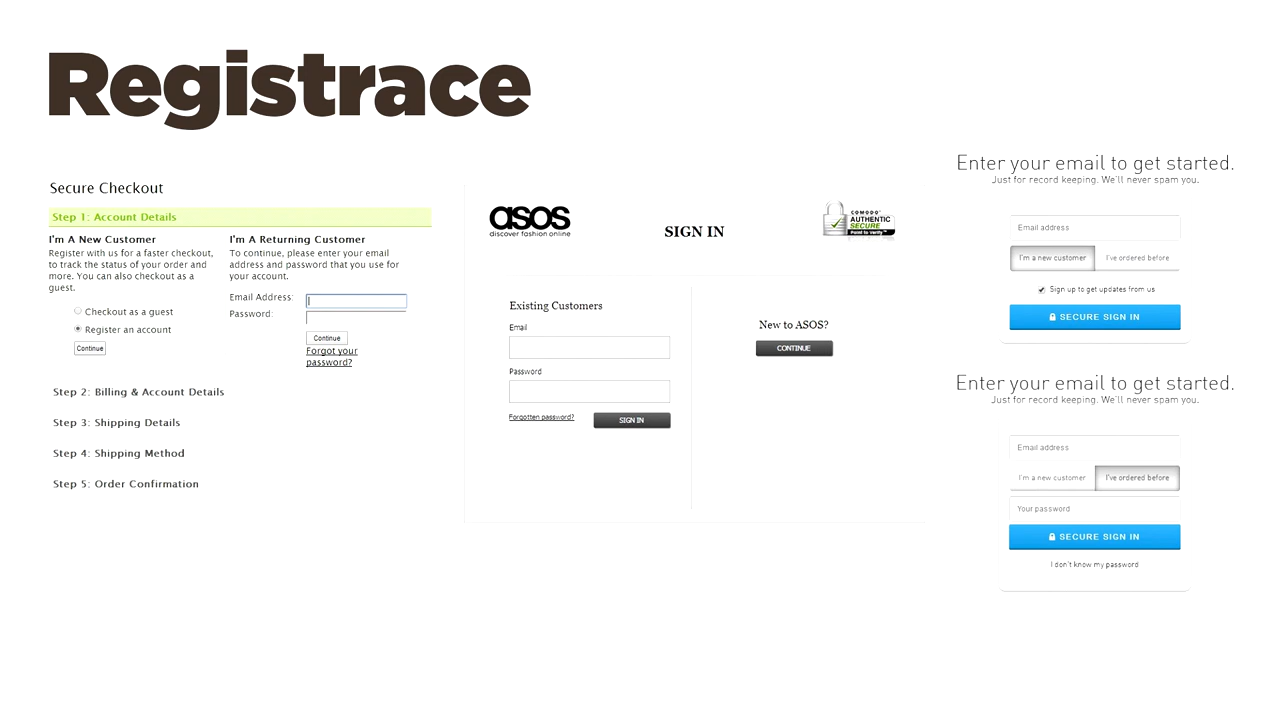 Registrace
Secure Checkout
Step 1: Account Details
I'm A New Customer
Register with us for a faster checkout,
to track the status of your order and
more. You can also checkout as a
guest.
Checkout as a guest
Register an account
Continue
I'm A Returning Customer
To continue, please enter your email
address and password that you use for
your account.
Email Address:
Password:
Continue
Forgot your
password?
Step 2: Billing & Account Details
Step 3: Shipping Details
Step 4: Shipping Method
Step 5: Order Confirmation
asos
discover fashion online
SIGN IN
COMODO
AUTHENTIC
SECURE
Point to Verify™
Existing Customers
Email
Password
Forgotten password?
SIGN IN
New to ASOS?
CONTINUE
Enter your email to get started.
Just for record keeping. We'll never spam you.
Email address
I'm a new customer
I've ordered before
Sign up to get updates from us
SECURE SIGN IN
Enter your email to get started.
Just for record keeping. We'll never spam you.
Email address
I'm a new customer
I've ordered before
Your password
SECURE SIGN IN
I don't know my password